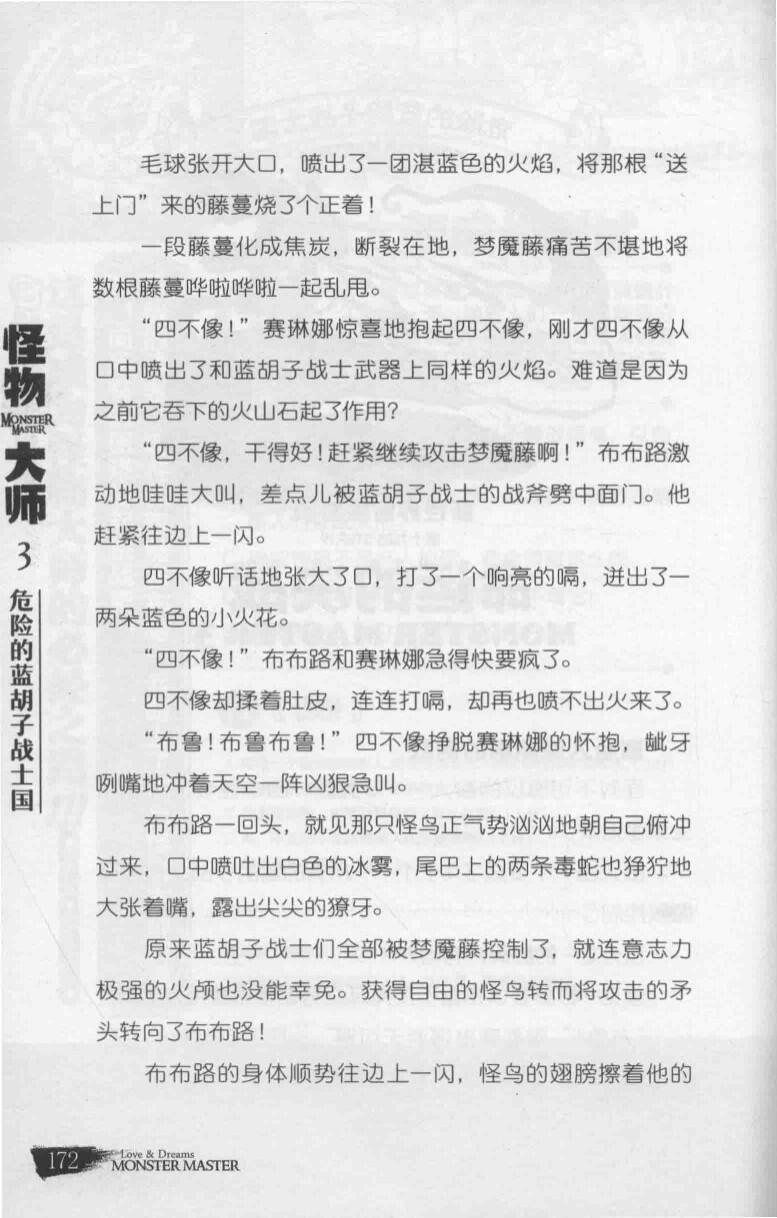 毛球张开大口，喷出了一团湛蓝色的火焰，将那根“送
上门”来的藤蔓烧了个正着！
一段藤蔓化成焦炭，断裂在地，梦魇藤痛苦不堪地将
数根藤蔓哗啦哗啦一起乱甩。
“四不像！”赛琳娜惊喜地抱起四不像，刚才四不像从
口中喷出了和蓝胡子战士武器上同样的火焰。难道是因为
之前它吞下的火山石起了作用？
“四不像，干得好！赶紧继续攻击梦魇藤啊！”布布路激
动地哇哇大叫，差点儿被蓝胡子战士的战斧劈中面门。他
赶紧往边上一闪。
四不像听话地张大了口，打了一个响亮的嗝，迸出了一
两朵蓝色的小火花。
“四不像！”布布路和赛琳娜急得快要疯了。
四不像却揉着肚皮，连连打嗝，却再也喷不出火来了。
“布鲁！布鲁布鲁！”四不像挣脱赛琳娜的怀抱，龇牙
咧嘴地冲着天空一阵凶狠急叫。
布布路一回头，就见那只怪鸟正气势汹汹地朝自己俯冲
过来，口中喷吐出白色的冰雾，尾巴上的两条毒蛇也狰狞地
大张着嘴，露出尖尖的獠牙。
原来蓝胡子战士们全部被梦魇藤控制了，就连意志力
极强的火颅也没能幸免。获得自由的怪鸟转而将攻击的矛
头转向了布布路！
布布路的身体顺势往边上一闪，怪鸟的翅膀擦着他的
怪物
MONSTER
MASTER
大师
3
危险的蓝胡子战士国
172
Love & Dreams
MONSTER MASTER